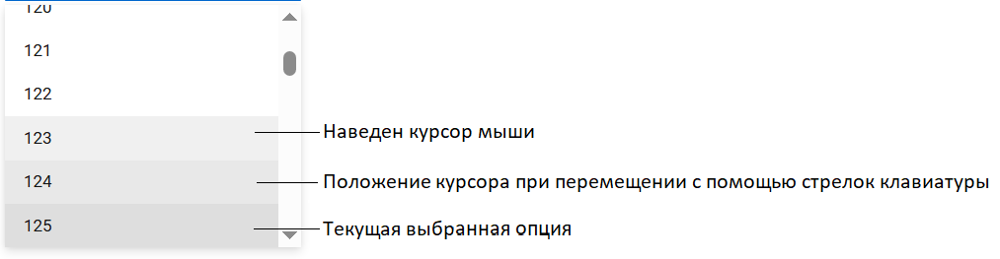 120
121
122
123
Наведен курсор мыши
124
Положение курсора при перемещении с помощью стрелок клавиатуры
125
Текущая выбранная опция